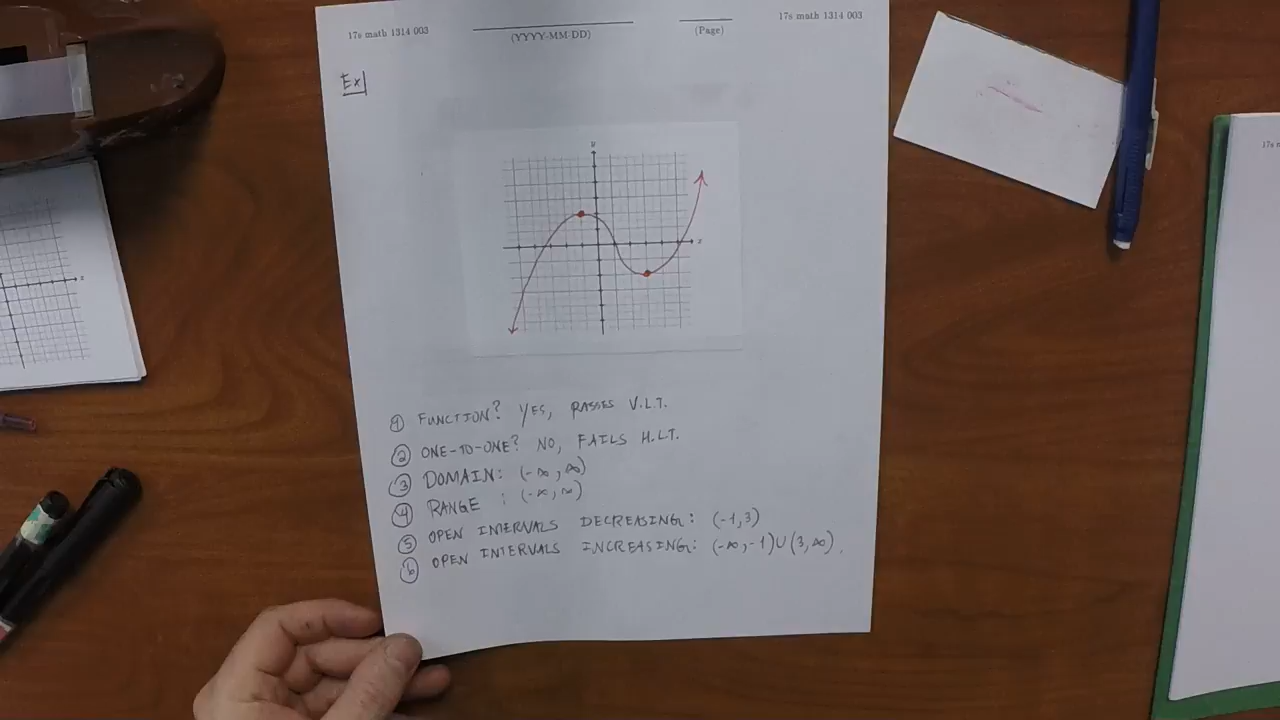 17s math 1314 003
(YYYY-MM-DD)
(Page)
17s math 1314 003
Ex
y
x
① FUNCTION? YES, PASSES V.L.T.
② ONE-TO-ONE? NO, FAILS H.L.T.
③ DOMAIN: (-∞, ∞)
④ RANGE : (-∞, ∞)
⑤ OPEN INTERVALS DECREASING: (-1,3)
⑥ OPEN INTERVALS INCREASING: (-∞,-1)∪(3,∞).
x